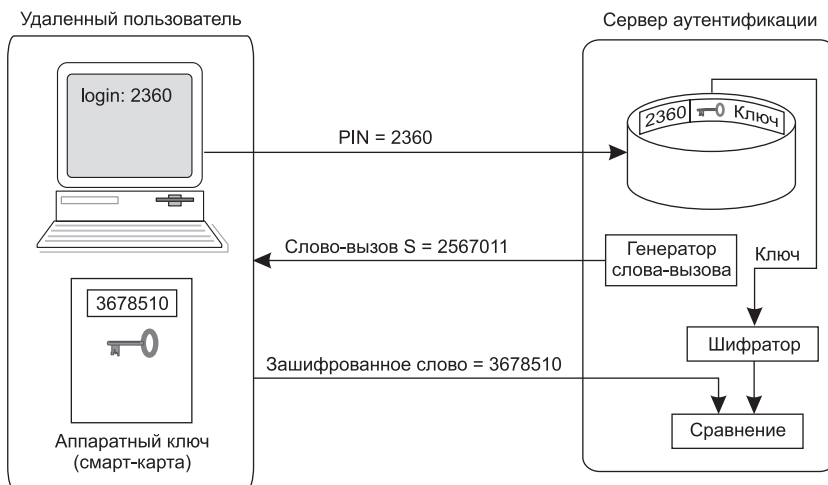 Удаленный пользователь
Сервер аутентификации
login: 2360
2360 Ключ
PIN = 2360
Слово-вызов S = 2567011
Генератор
слова-вызова
Ключ
3678510
Шифратор
Зашифрованное слово = 3678510
Сравнение
Аппаратный ключ
(смарт-карта)